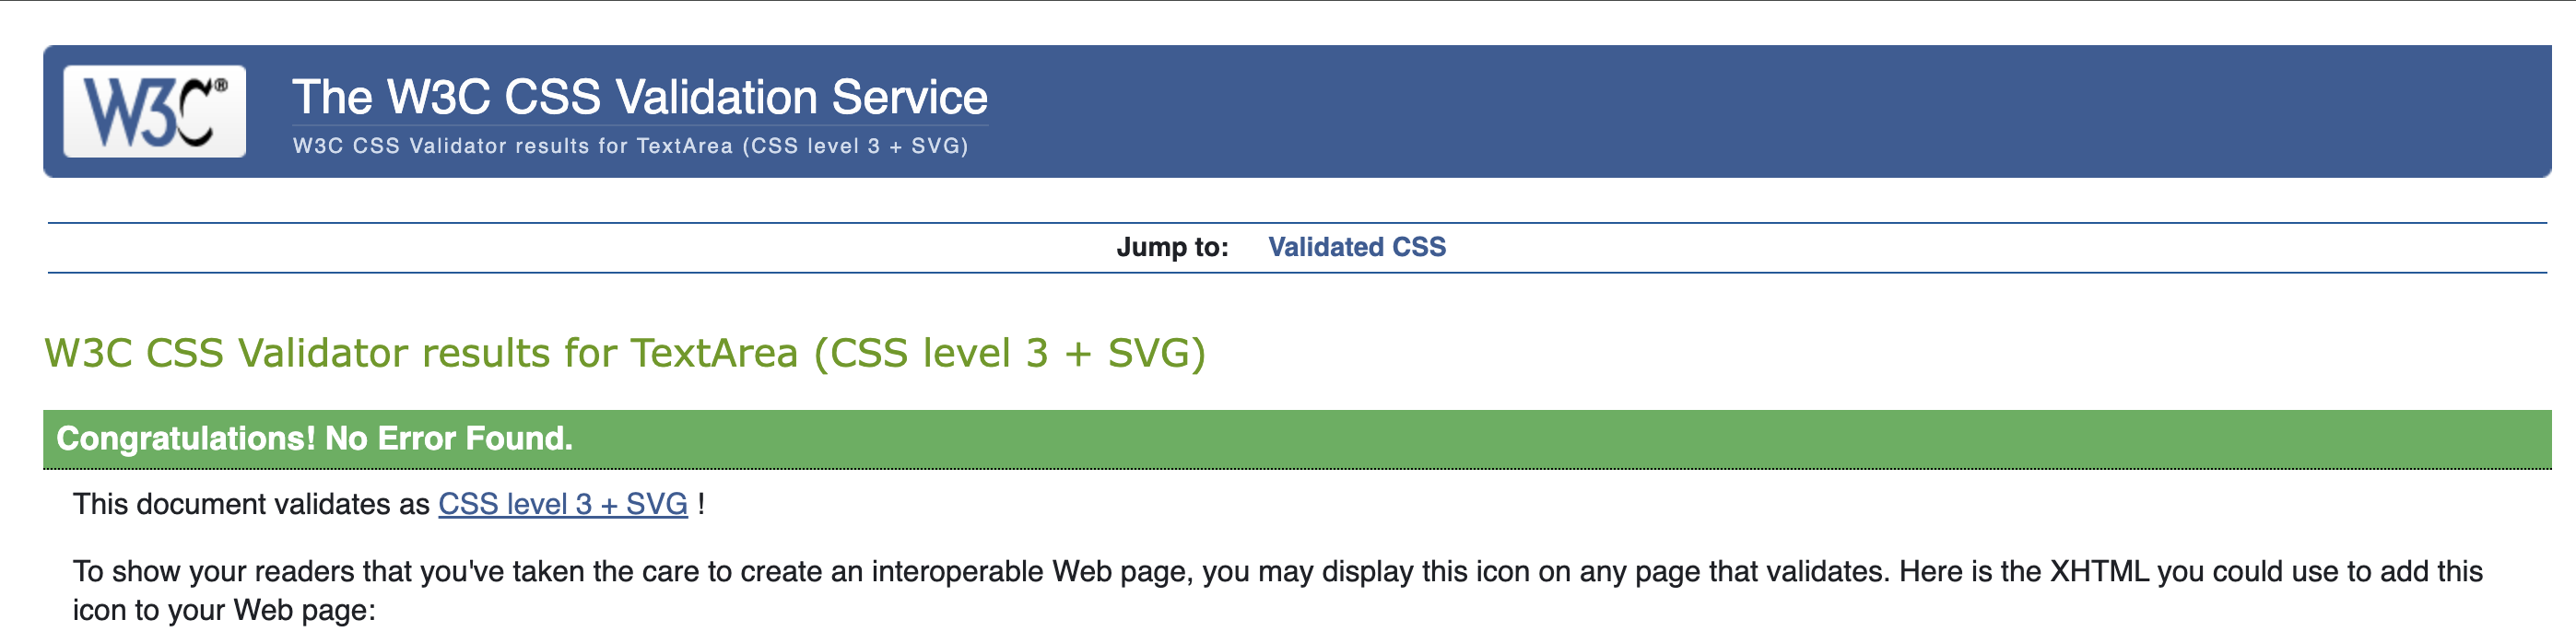 W3C®
The W3C CSS Validation Service
W3C CSS Validator results for TextArea (CSS level 3 + SVG)
Jump to: Validated CSS
W3C CSS Validator results for TextArea (CSS level 3 + SVG)
Congratulations! No Error Found.
This document validates as CSS level 3 + SVG !
To show your readers that you've taken the care to create an interoperable Web page, you may display this icon on any page that validates. Here is the XHTML you could use to add this
icon to your Web page: